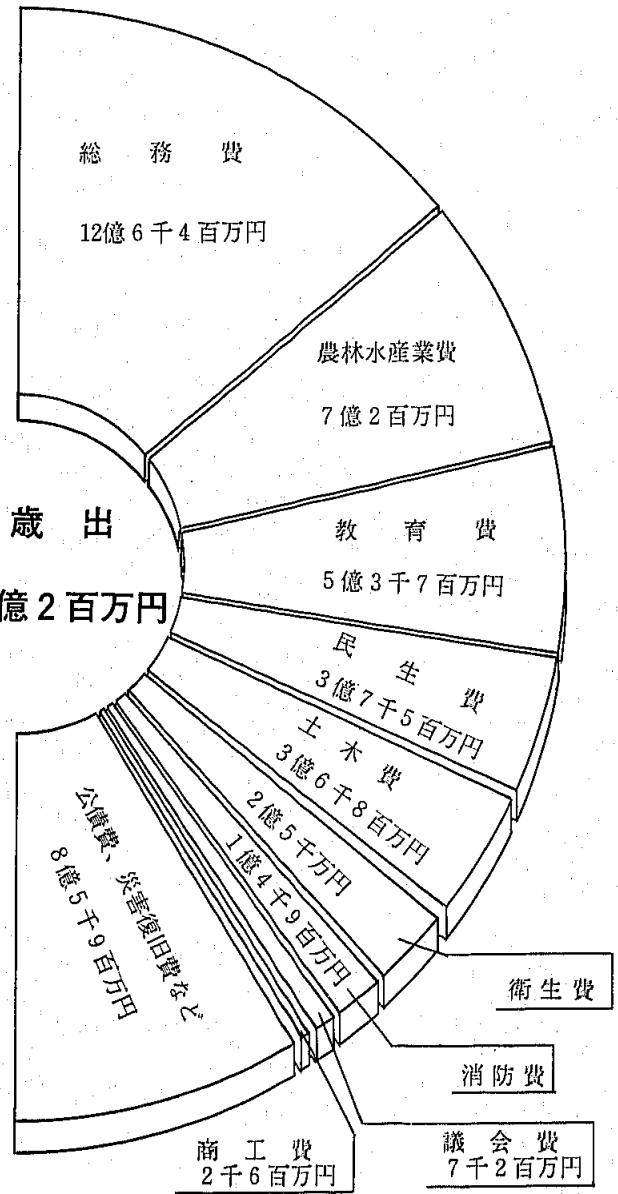 総務費
12億6千4百万円
農林水産業費
7億2百万円
教育費
5億3千7百万円
民生費
3億7千5百万円
土木費
3億6千8百万円
2億5千万円
衛生費
1億4千9百万円
消防費
議会費
7千2百万円
商工費
2千6百万円
公債費、災害復旧費など
8億5千9百万円
歳出
億2百万円